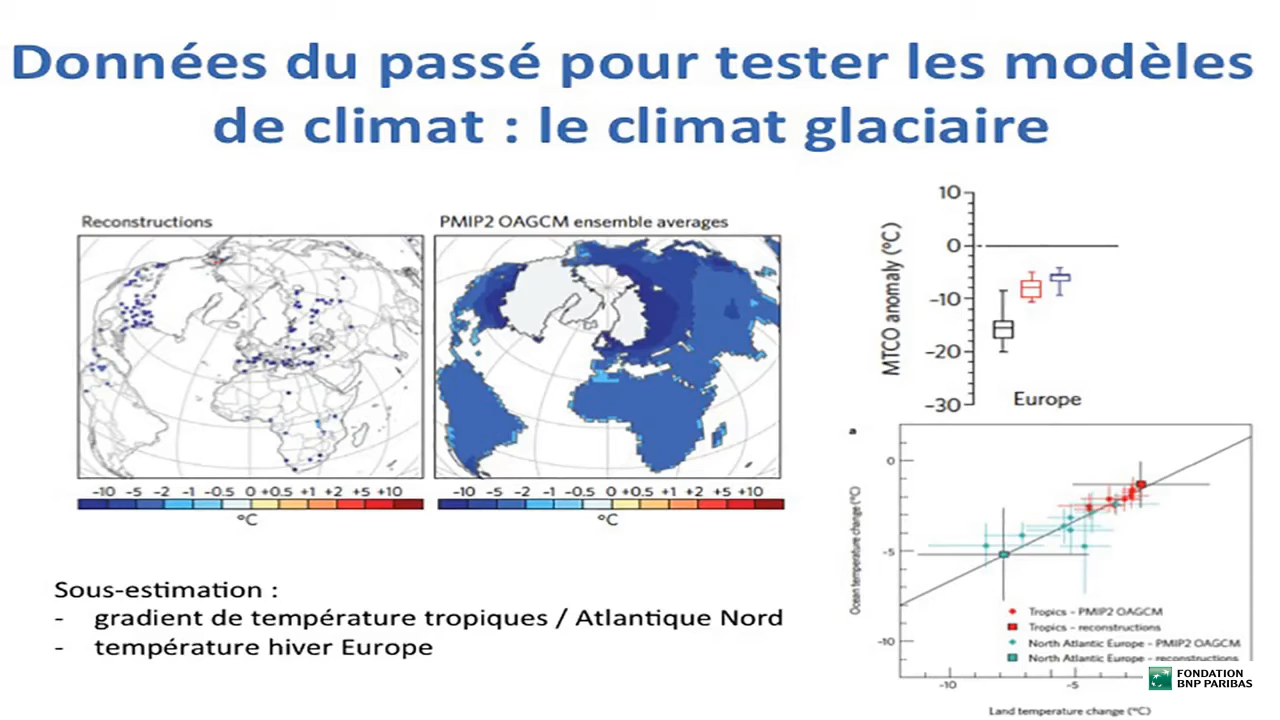 Données du passé pour tester les modèles
de climat : le climat glaciaire
Reconstructions
PMIP2 OAGCM ensemble averages
-10 -5 -2 -1 -0.5 0 +0.5 +1 +2 +5 +10
°C
-10 -5 -2 -1 -0.5 0 +0.5 +1 +2 +5 +10
°C
MTCO anomaly (°C)
10
0
-10
-20
-30
Europe
a
Ocean temperature change (°C)
0
-5
-10
Tropics – PMIP2 OAGCM
Tropics – reconstructions
North Atlantic Europe – PMIP2 OAGCM
North Atlantic Europe – reconstructions
-10 -5
Land temperature change (°C)
Sous-estimation :
- gradient de température tropiques / Atlantique Nord
- température hiver Europe
FONDATION
BNP PARIBAS